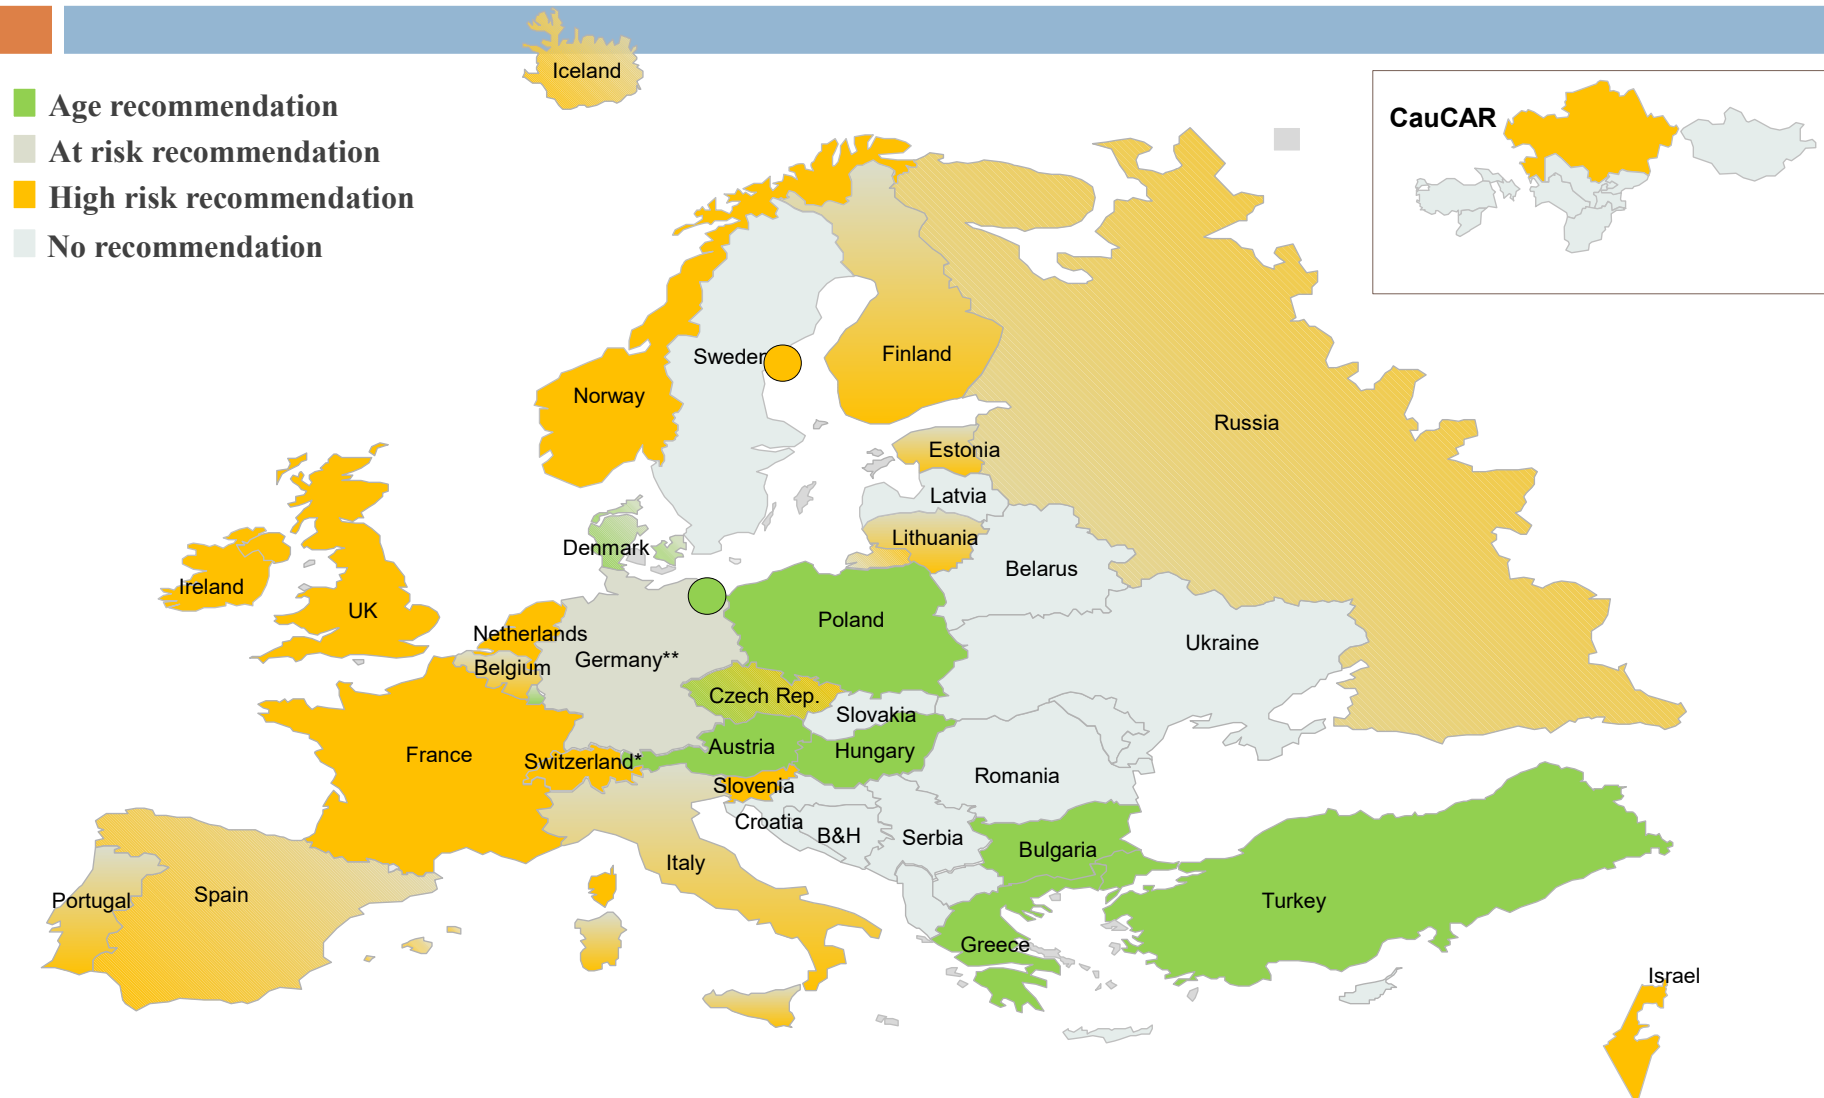 Iceland
Age recommendation
At risk recommendation
High risk recommendation
No recommendation
CauCAR
Sweden
Finland
Norway
Russia
Estonia
Latvia
Lithuania
Denmark
Belarus
Ireland
UK
Poland
Netherlands
Ukraine
Germany**
Belgium
Czech Rep.
Slovakia
Austria
Hungary
France
Switzerland*
Romania
Slovenia
Croatia
B&H
Serbia
Bulgaria
Italy
Spain
Portugal
Turkey
Greece
Israel